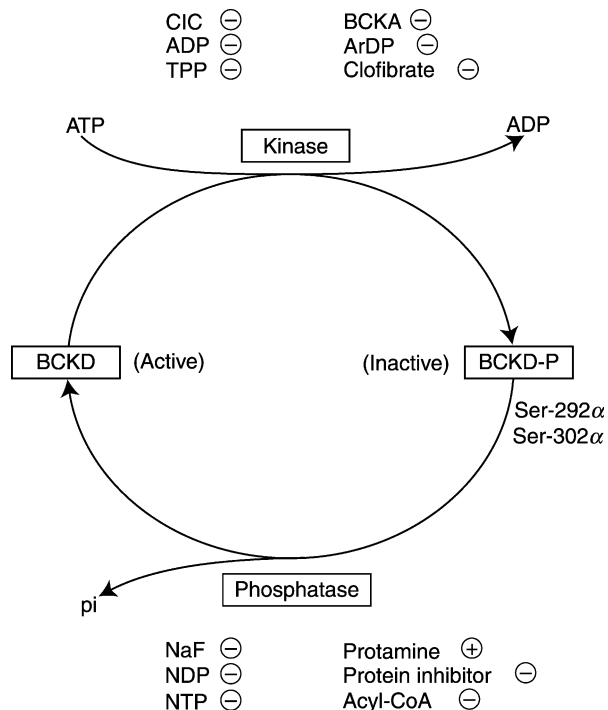 CIC ⊖ BCKA ⊖
ADP ⊖ ArDP ⊖
TPP ⊖ Clofibrate ⊖
ATP ADP
Kinase
BCKD (Active) (Inactive) BCKD-P
Ser-292α
Ser-302α
Phosphatase
pi
NaF ⊖ Protamine ⊕
NDP ⊖ Protein inhibitor ⊖
NTP ⊖ Acyl-CoA ⊖